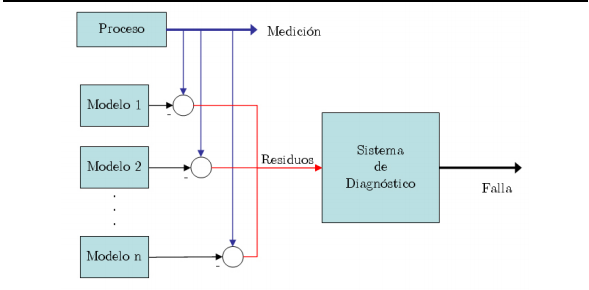 Proceso
Medición
Modelo 1
-
Modelo 2
-
Residuos
Sistema
de
Diagnóstico
Falla
.
.
.
Modelo n
-